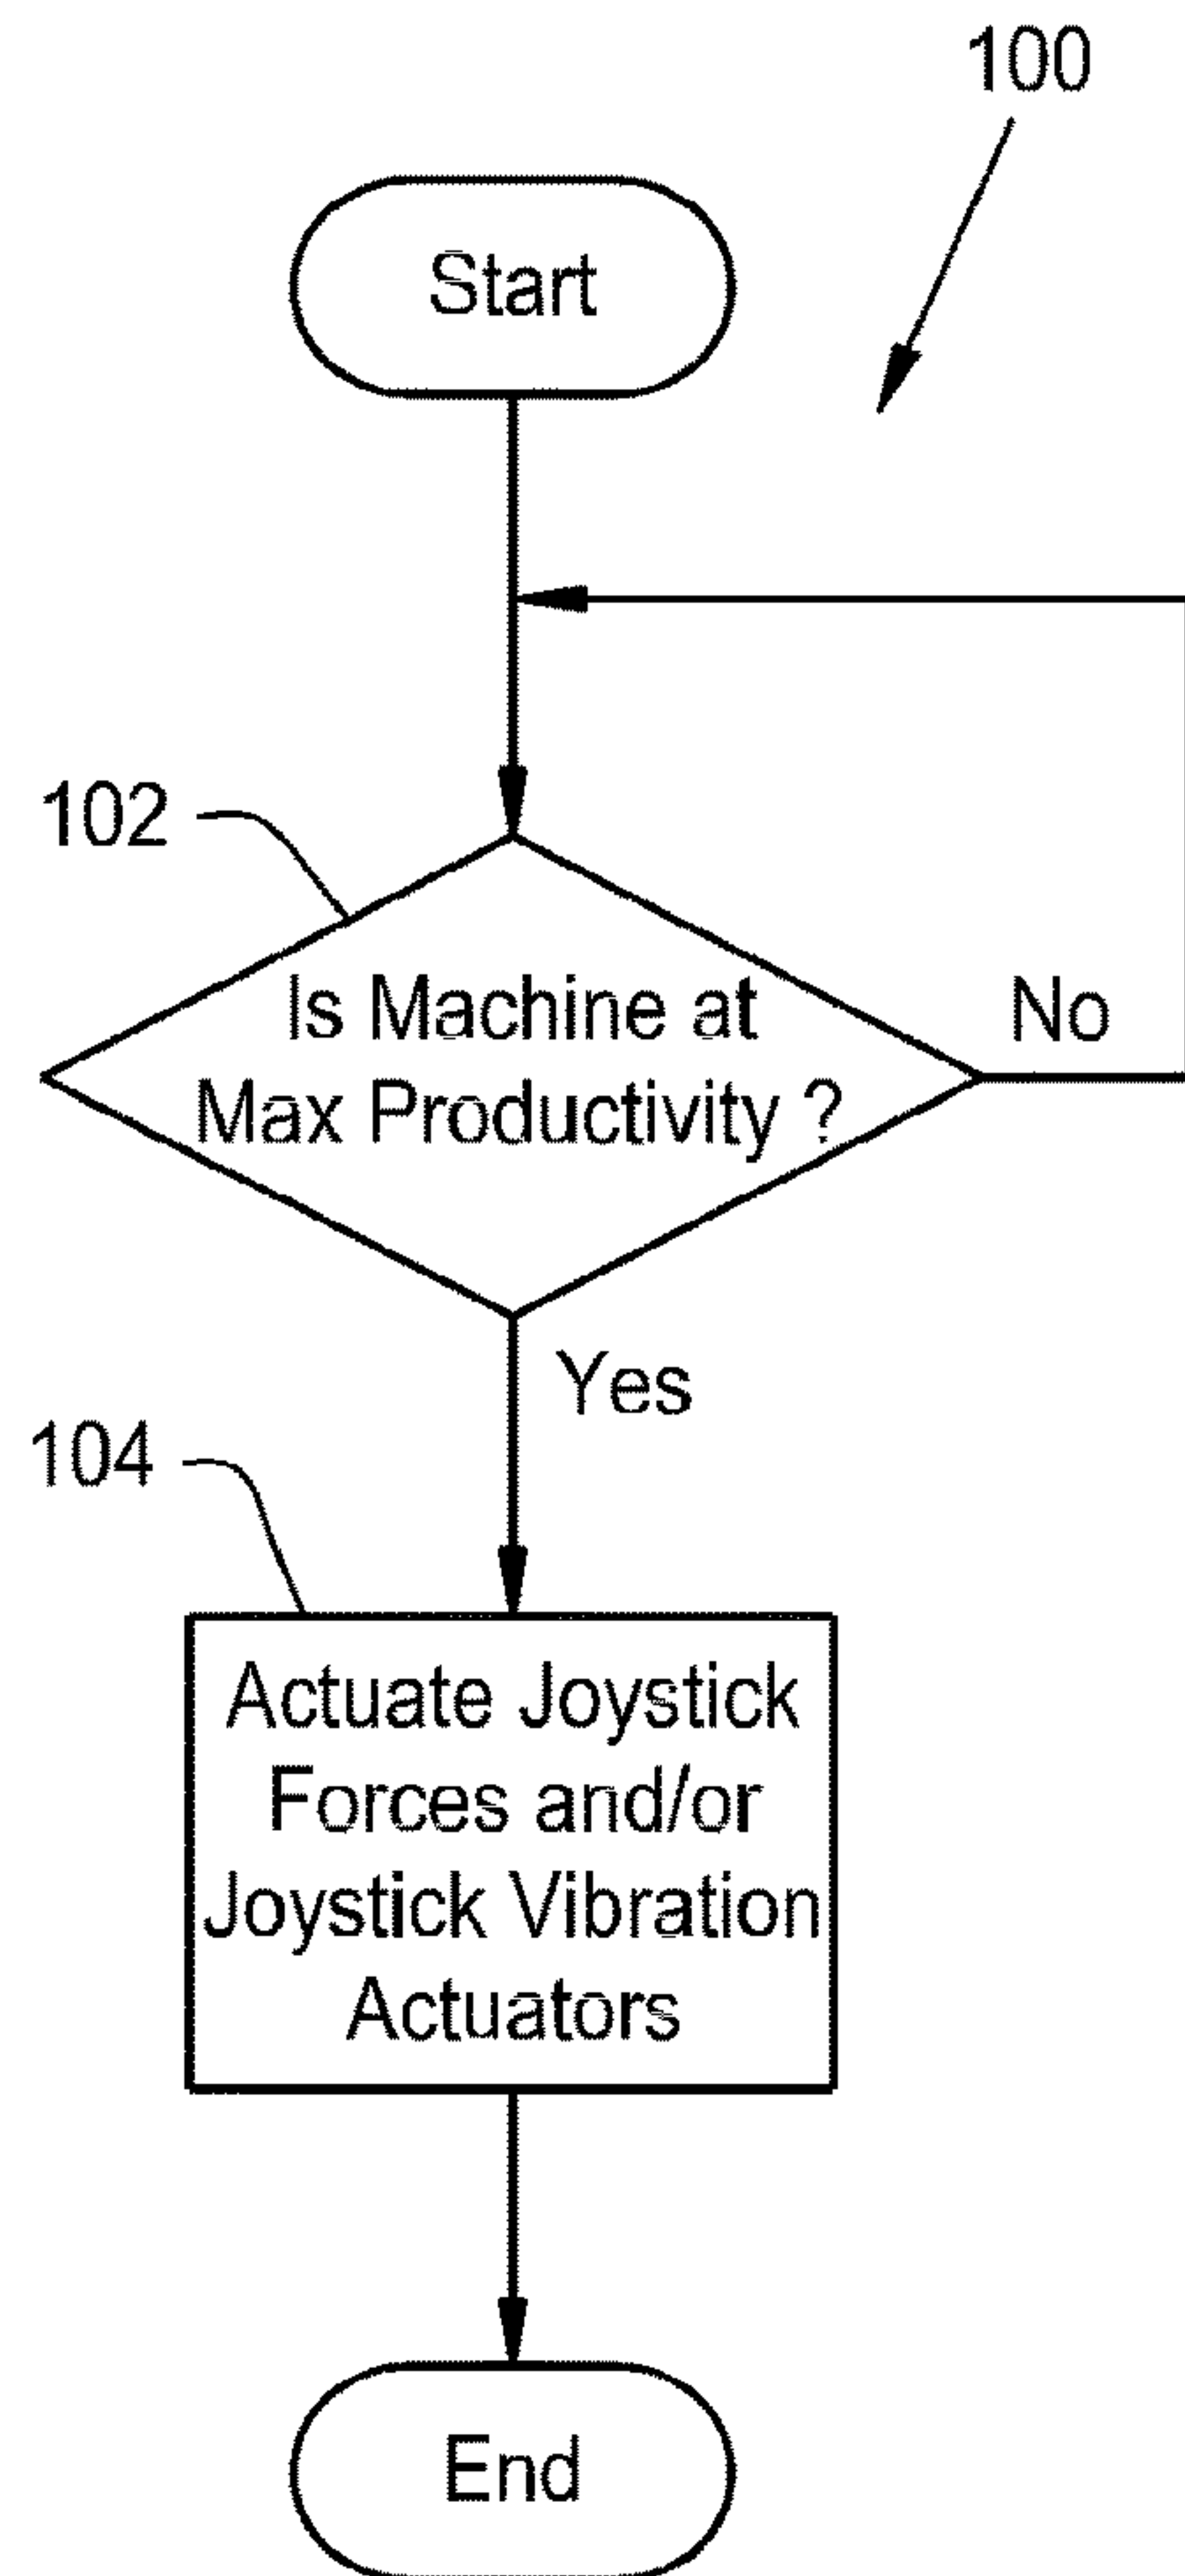 100
Start
102
Is Machine at
Max Productivity ?
No
Yes
104
Actuate Joystick
Forces and/or
Joystick Vibration
Actuators
End